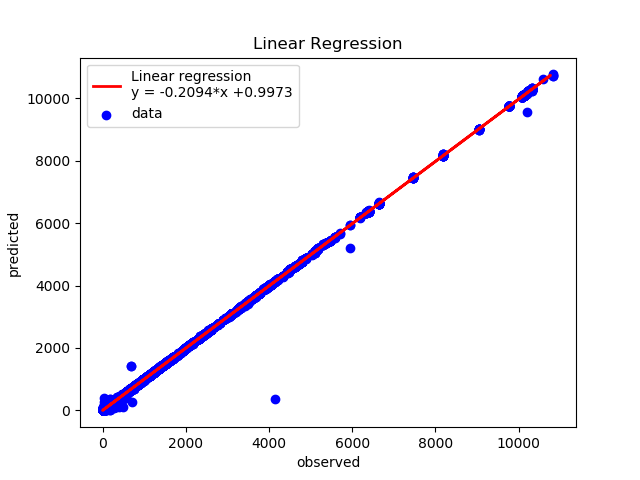 Linear Regression
Linear regression
y = -0.2094*x +0.9973
data
10000
8000
6000
4000
2000
0
predicted
0 2000 4000 6000 8000 10000
observed